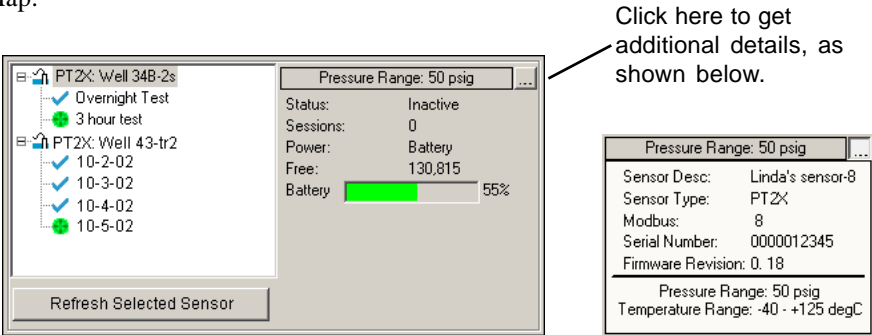 Click here to get
additional details, as
shown below.
PT2X: Well 34B-2s
Overnight Test
3 hour test
PT2X: Well 43-tr2
10-2-02
10-3-02
10-4-02
10-5-02
Refresh Selected Sensor
Pressure Range: 50 psig ...
Status: Inactive
Sessions: 0
Power: Battery
Free: 130,815
Battery 55%
Pressure Range: 50 psig ...
Sensor Desc: Linda's sensor-8
Sensor Type: PT2X
Modbus: 8
Serial Number: 0000012345
Firmware Revision: 0. 18
Pressure Range: 50 psig
Temperature Range: -40 - +125 degC